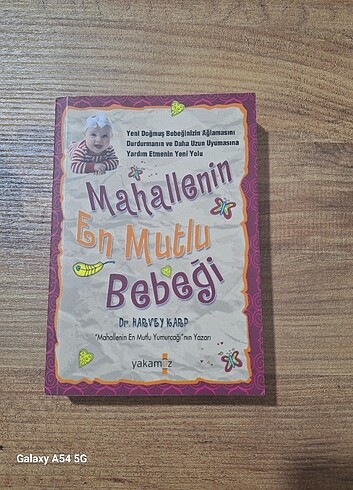 Yeni Doğmuş Bebeğinizin Ağlamasını
Durdurmanın ve Daha Uzun Uyumasına
Yardım Etmenin Yeni Yolu
Mahallenin
En Mutlu
Bebeği
Dr. HARVEY KARP
"Mahallenin En Mutlu Yumurcağı"nın Yazarı
yakamoz
Galaxy A54 5G